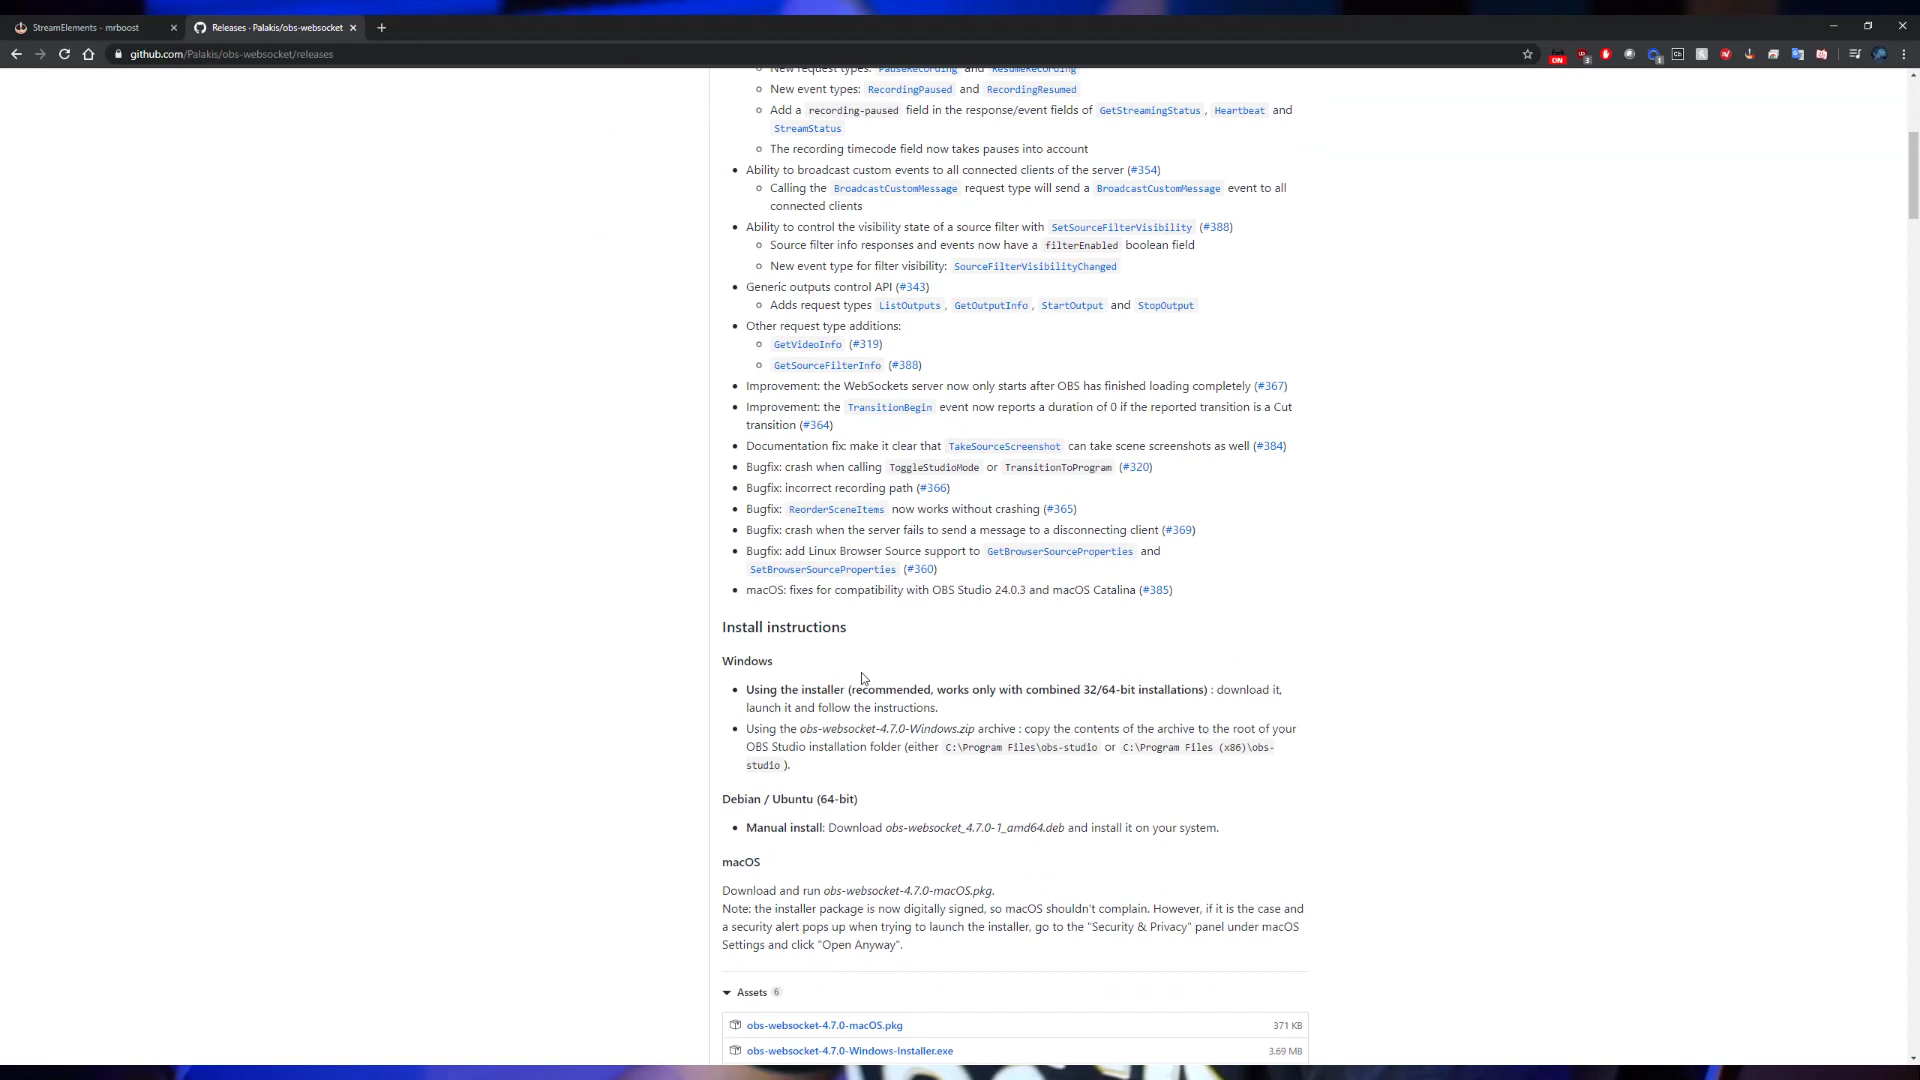 StreamElements - mrboost
Releases · Palakis/obs-websocket
github.com/Palakis/obs-websocket/releases
New request types: PauseRecording and ResumeRecording
New event types: RecordingPaused and RecordingResumed
Add a recording-paused field in the response/event fields of GetStreamingStatus , Heartbeat and
StreamStatus
The recording timecode field now takes pauses into account
Ability to broadcast custom events to all connected clients of the server (#354)
Calling the BroadcastCustomMessage request type will send a BroadcastCustomMessage event to all
connected clients
Ability to control the visibility state of a source filter with SetSourceFilterVisibility (#388)
Source filter info responses and events now have a filterEnabled boolean field
New event type for filter visibility: SourceFilterVisibilityChanged
Generic outputs control API (#343)
Adds request types ListOutputs , GetOutputInfo , StartOutput and StopOutput
Other request type additions:
GetVideoInfo (#319)
GetSourceFilterInfo (#388)
Improvement: the WebSockets server now only starts after OBS has finished loading completely (#367)
Improvement: the TransitionBegin event now reports a duration of 0 if the reported transition is a Cut
transition (#364)
Documentation fix: make it clear that TakeSourceScreenshot can take scene screenshots as well (#384)
Bugfix: crash when calling ToggleStudioMode or TransitionToProgram (#320)
Bugfix: incorrect recording path (#366)
Bugfix: ReorderSceneItems now works without crashing (#365)
Bugfix: crash when the server fails to send a message to a disconnecting client (#369)
Bugfix: add Linux Browser Source support to GetBrowserSourceProperties and
SetBrowserSourceProperties (#360)
macOS: fixes for compatibility with OBS Studio 24.0.3 and macOS Catalina (#385)
Install instructions
Windows
Using the installer (recommended, works only with combined 32/64-bit installations) : download it,
launch it and follow the instructions.
Using the obs-websocket-4.7.0-Windows.zip archive : copy the contents of the archive to the root of your
OBS Studio installation folder (either C:\Program Files\obs-studio or C:\Program Files (x86)\obs-
studio ).
Debian / Ubuntu (64-bit)
Manual install: Download obs-websocket_4.7.0-1_amd64.deb and install it on your system.
macOS
Download and run obs-websocket-4.7.0-macOS.pkg.
Note: the installer package is now digitally signed, so macOS shouldn't complain. However, if it is the case and
a security alert pops up when trying to launch the installer, go to the "Security & Privacy" panel under macOS
Settings and click "Open Anyway".
Assets 6
obs-websocket-4.7.0-macOS.pkg 371 KB
obs-websocket-4.7.0-Windows-Installer.exe 3.69 MB